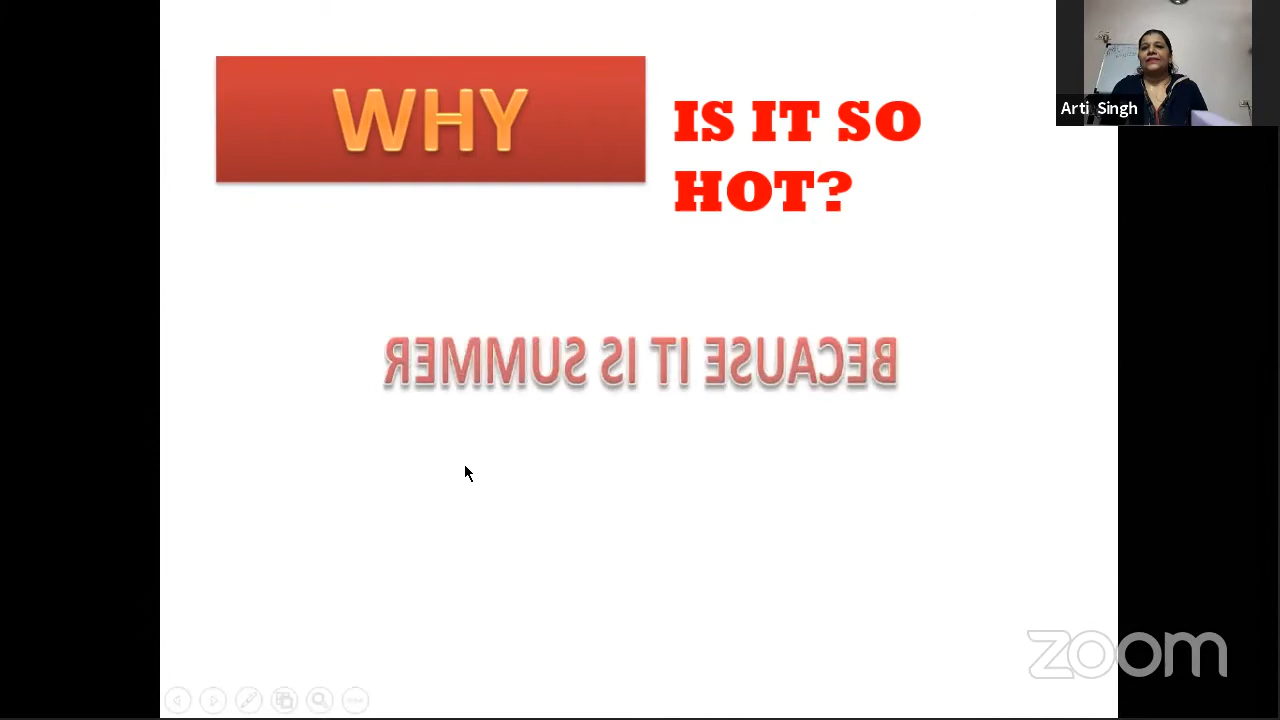 WHY
IS IT SO
HOT?
BECAUSE IT IS SUMMER
Arti Singh
zoom